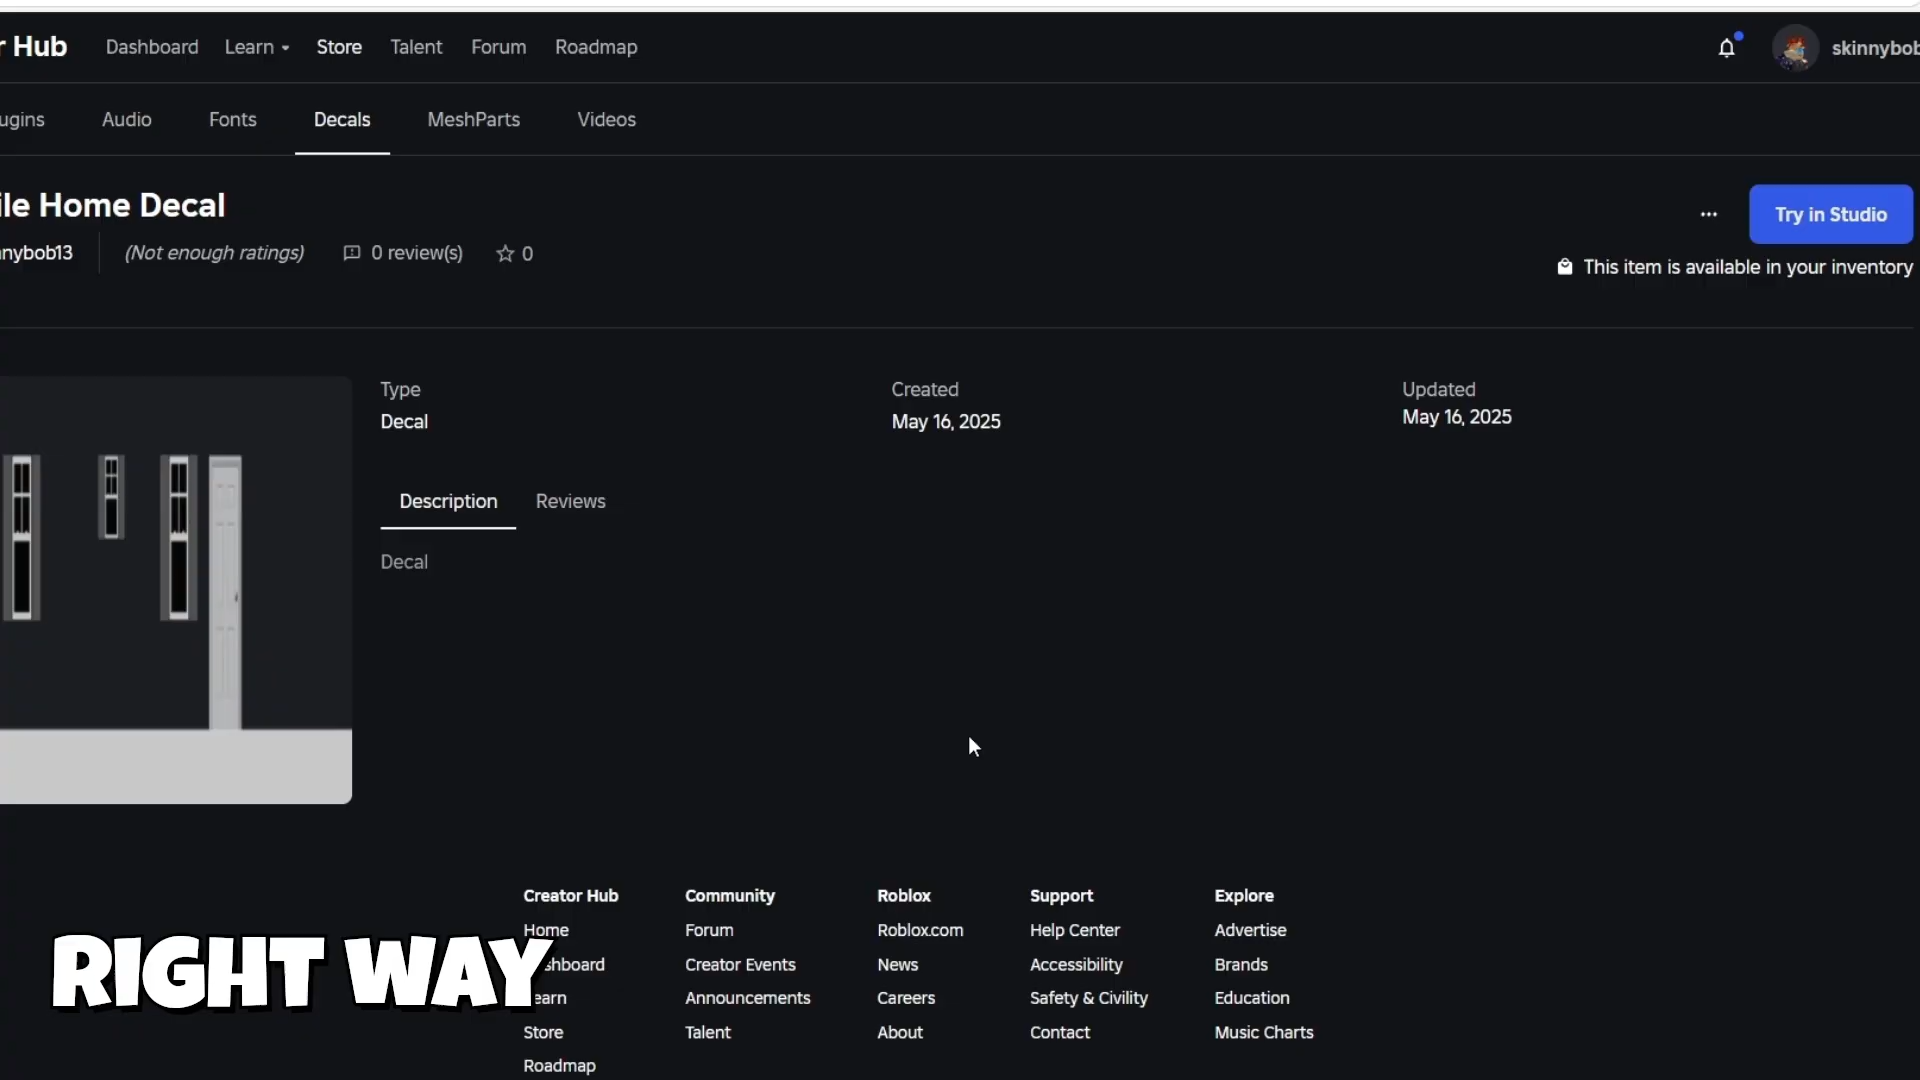 r Hub Dashboard Learn Store Talent Forum Roadmap skinnybob
ugins Audio Fonts Decals MeshParts Videos
ile Home Decal
Try in Studio
nnybob13 (Not enough ratings) 0 review(s) 0
This item is available in your inventory
Type Created Updated
Decal May 16, 2025 May 16, 2025
Description Reviews
Decal
Creator Hub Community Roblox Support Explore
Home Forum Roblox.com Help Center Advertise
shboard Creator Events News Accessibility Brands
earn Announcements Careers Safety & Civility Education
Store Talent About Contact Music Charts
Roadmap
RIGHT WAY